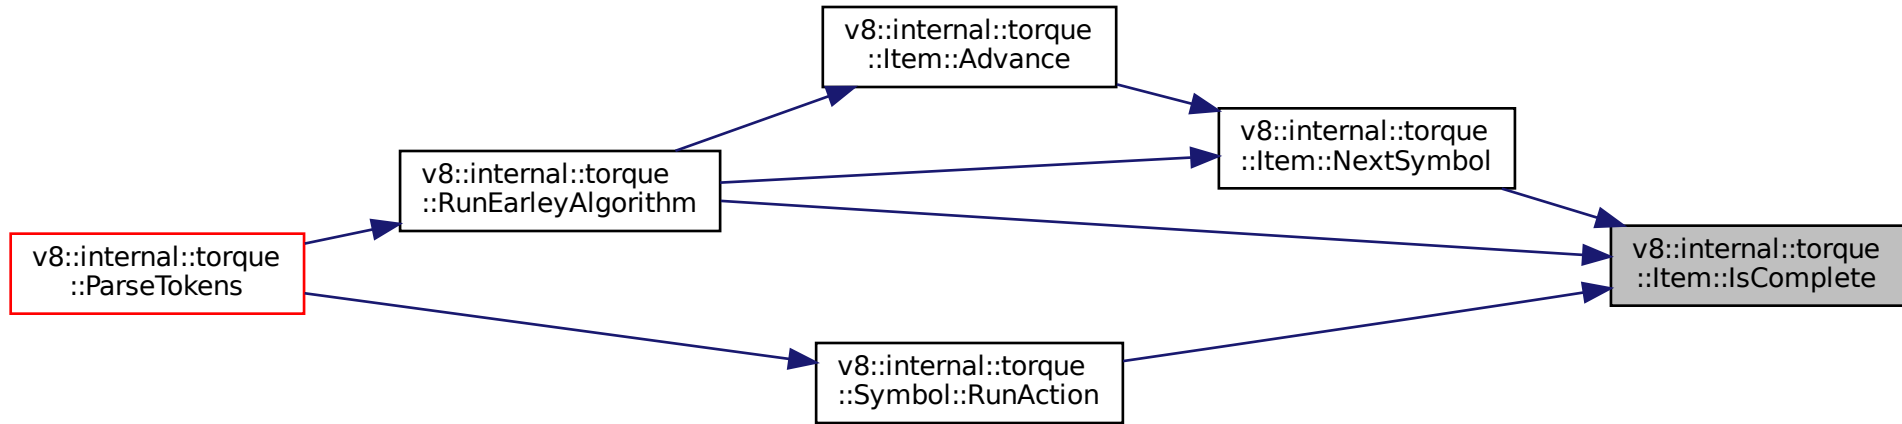 v8::internal::torque
::Item::Advance
v8::internal::torque
::Item::NextSymbol
v8::internal::torque
::RunEarleyAlgorithm
v8::internal::torque
::ParseTokens
v8::internal::torque
::Item::IsComplete
v8::internal::torque
::Symbol::RunAction